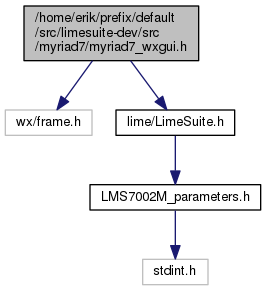 /home/erik/prefix/default
/src/limesuite-dev/src
/myriad7/myriad7_wxgui.h
wx/frame.h
lime/LimeSuite.h
LMS7002M_parameters.h
stdint.h